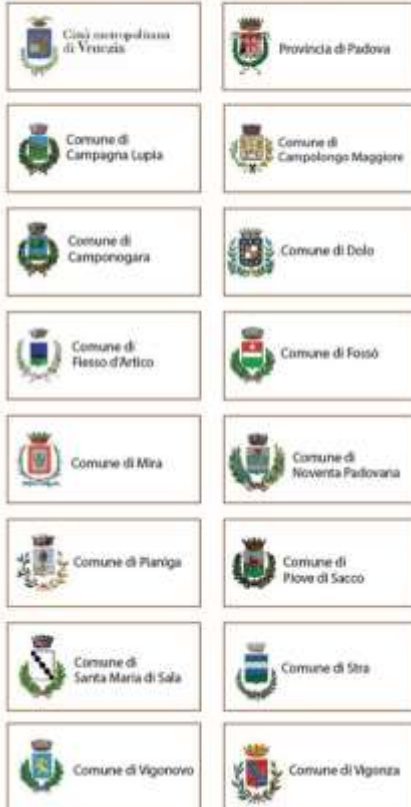 Città metropolitana
di Venezia
Provincia di Padova
Comune di
Campagna Lupia
Comune di
Campolongo Maggiore
Comune di
Camponogara
Comune di Dolo
Comune di
Fiesso d'Artico
Comune di Fossò
Comune di Mira
Comune di
Noventa Padovana
Comune di Pianiga
Comune di
Piove di Sacco
Comune di
Santa Maria di Sala
Comune di Stra
Comune di Vigonovo
Comune di Vigonza